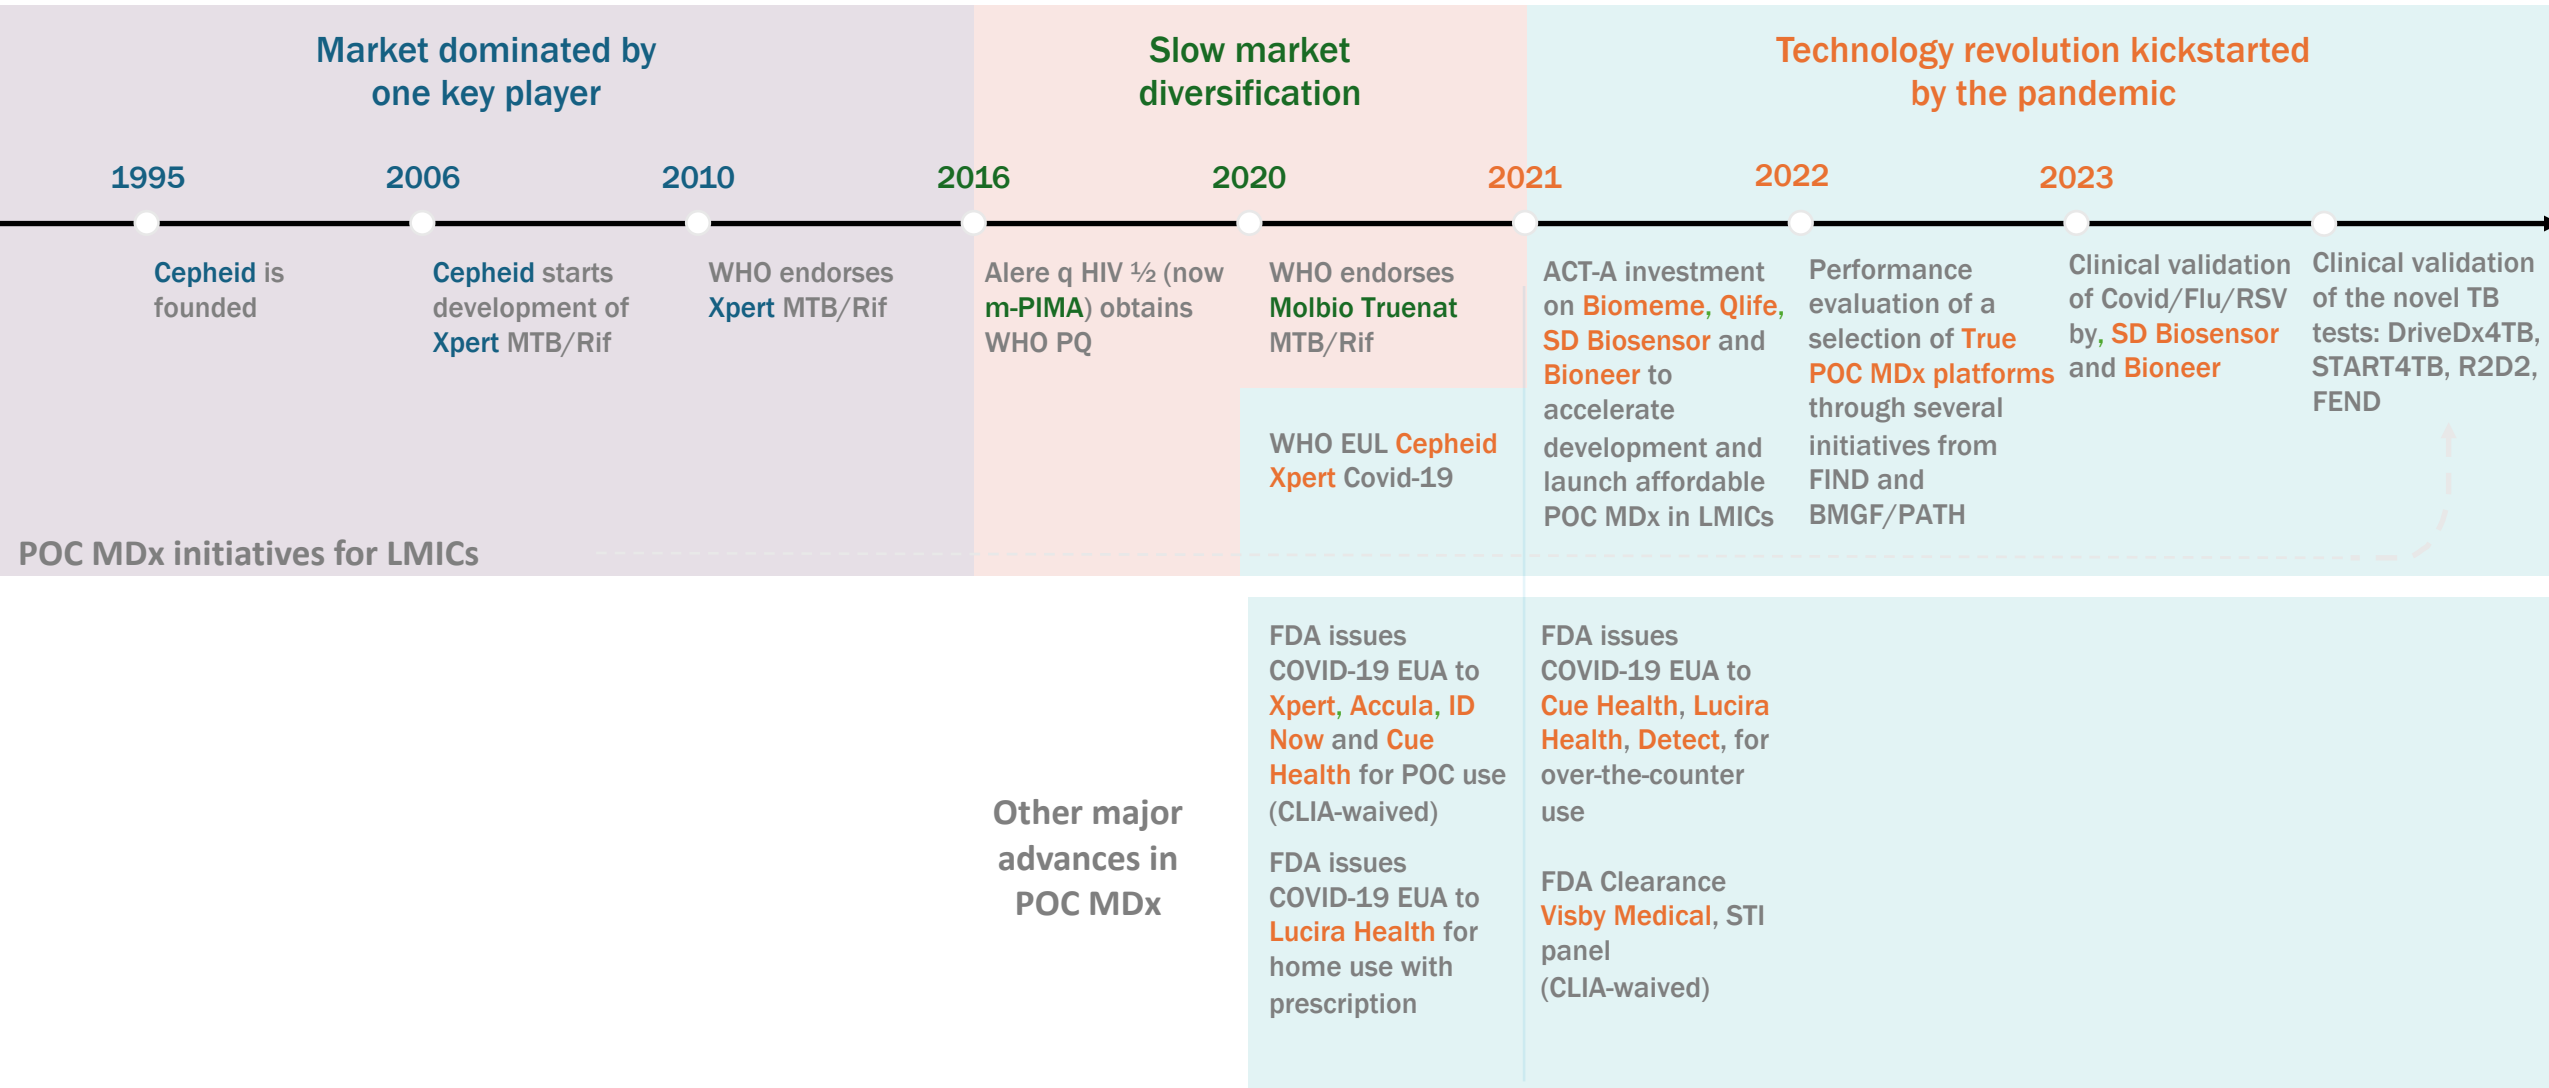 Market dominated by
one key player
Slow market
diversification
Technology revolution kickstarted
by the pandemic
1995
2006
2010
2016
2020
2021
2022
2023
Cepheid is
founded
Cepheid starts
development of
Xpert MTB/Rif
WHO endorses
Xpert MTB/Rif
Alere q HIV ½ (now
m-PIMA) obtains
WHO PQ
WHO endorses
Molbio Truenat
MTB/Rif
WHO EUL Cepheid
Xpert Covid-19
ACT-A investment
on Biomeme, Qlife,
SD Biosensor and
Bioneer to
accelerate
development and
launch affordable
POC MDx in LMICs
Performance
evaluation of a
selection of True
POC MDx platforms
through several
initiatives from
FIND and
BMGF/PATH
Clinical validation
of Covid/Flu/RSV
by, SD Biosensor
and Bioneer
Clinical validation
of the novel TB
tests: DriveDx4TB,
START4TB, R2D2,
FEND
POC MDx initiatives for LMICs
Other major
advances in
POC MDx
FDA issues
COVID-19 EUA to
Xpert, Accula, ID
Now and Cue
Health for POC use
(CLIA-waived)
FDA issues
COVID-19 EUA to
Lucira Health for
home use with
prescription
FDA issues
COVID-19 EUA to
Cue Health, Lucira
Health, Detect, for
over-the-counter
use
FDA Clearance
Visby Medical, STI
panel
(CLIA-waived)